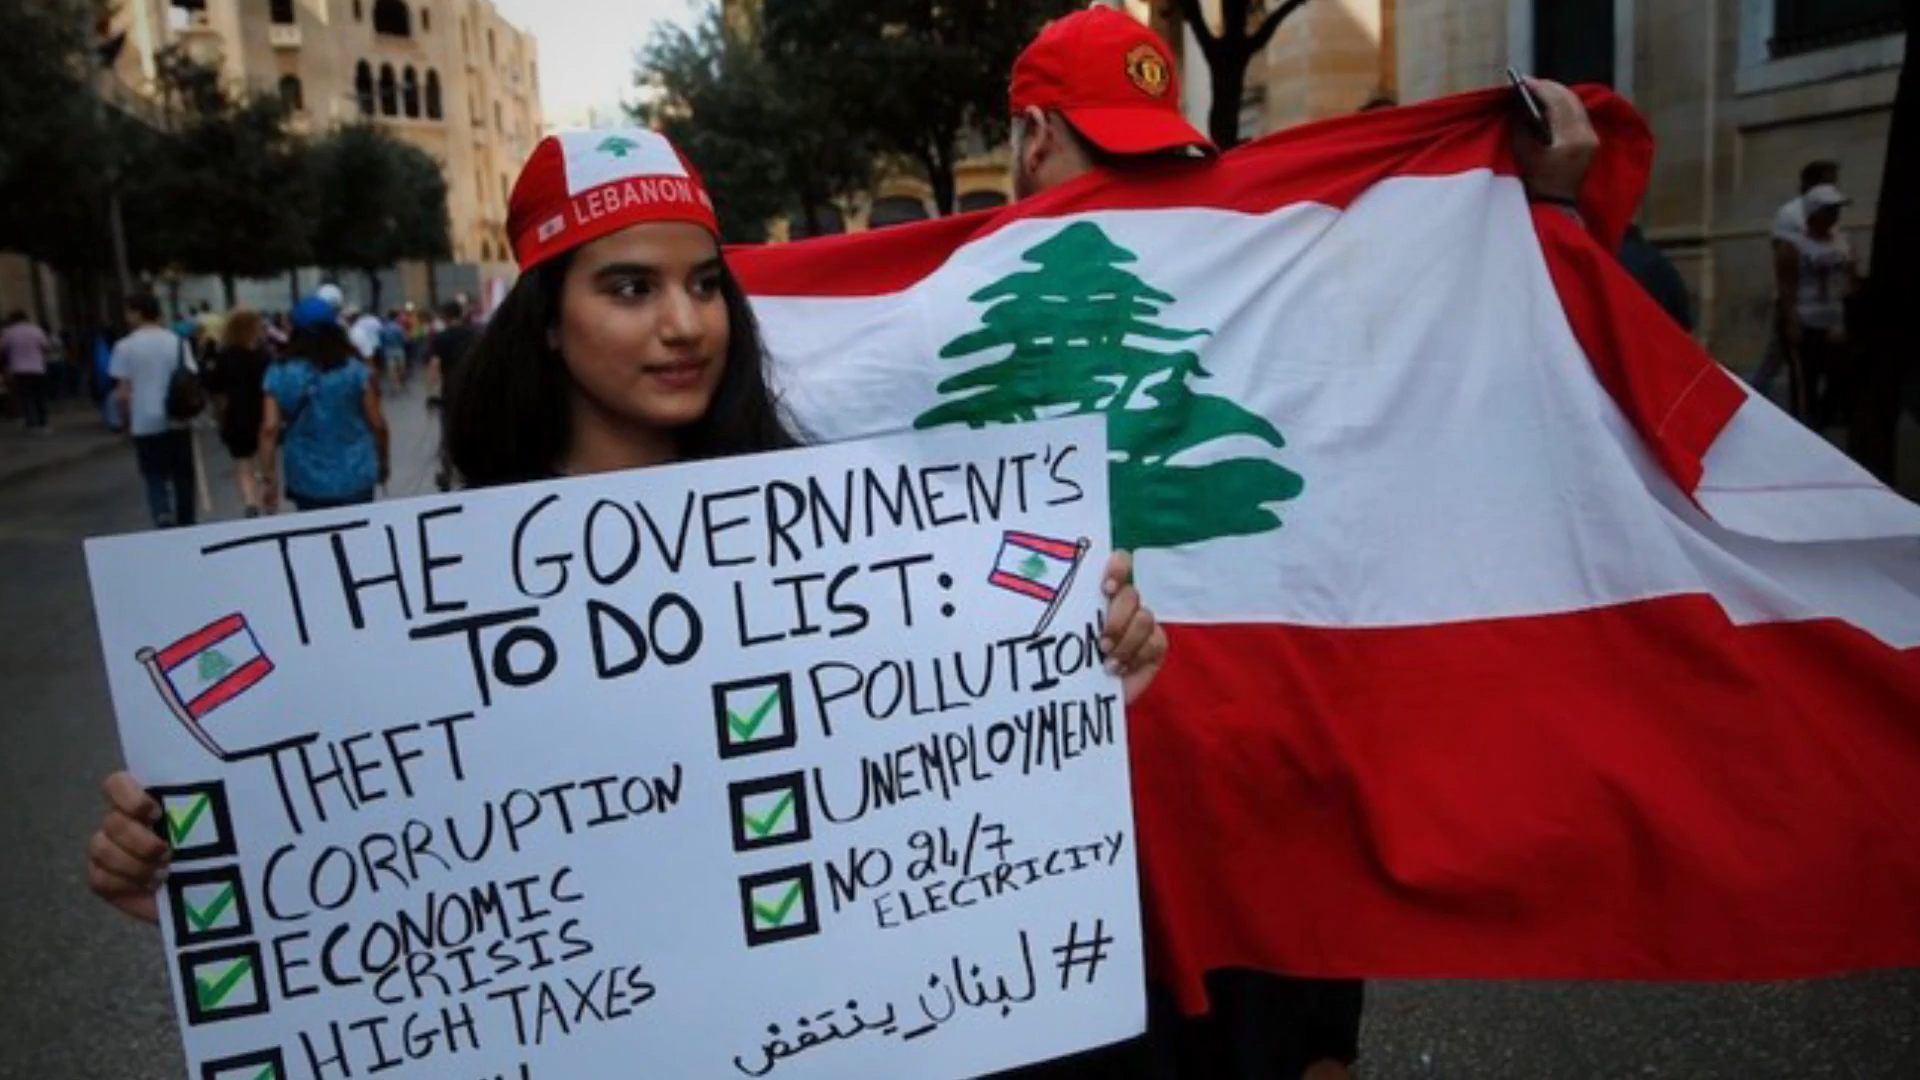 LEBANON
THE GOVERNMENT'S
TO DO LIST:
THEFT
CORRUPTION
ECONOMIC
CRISIS
HIGH TAXES
POLLUTION
UNEMPLOYMENT
NO 24/7
ELECTRICITY
#لبنان_ينتفض